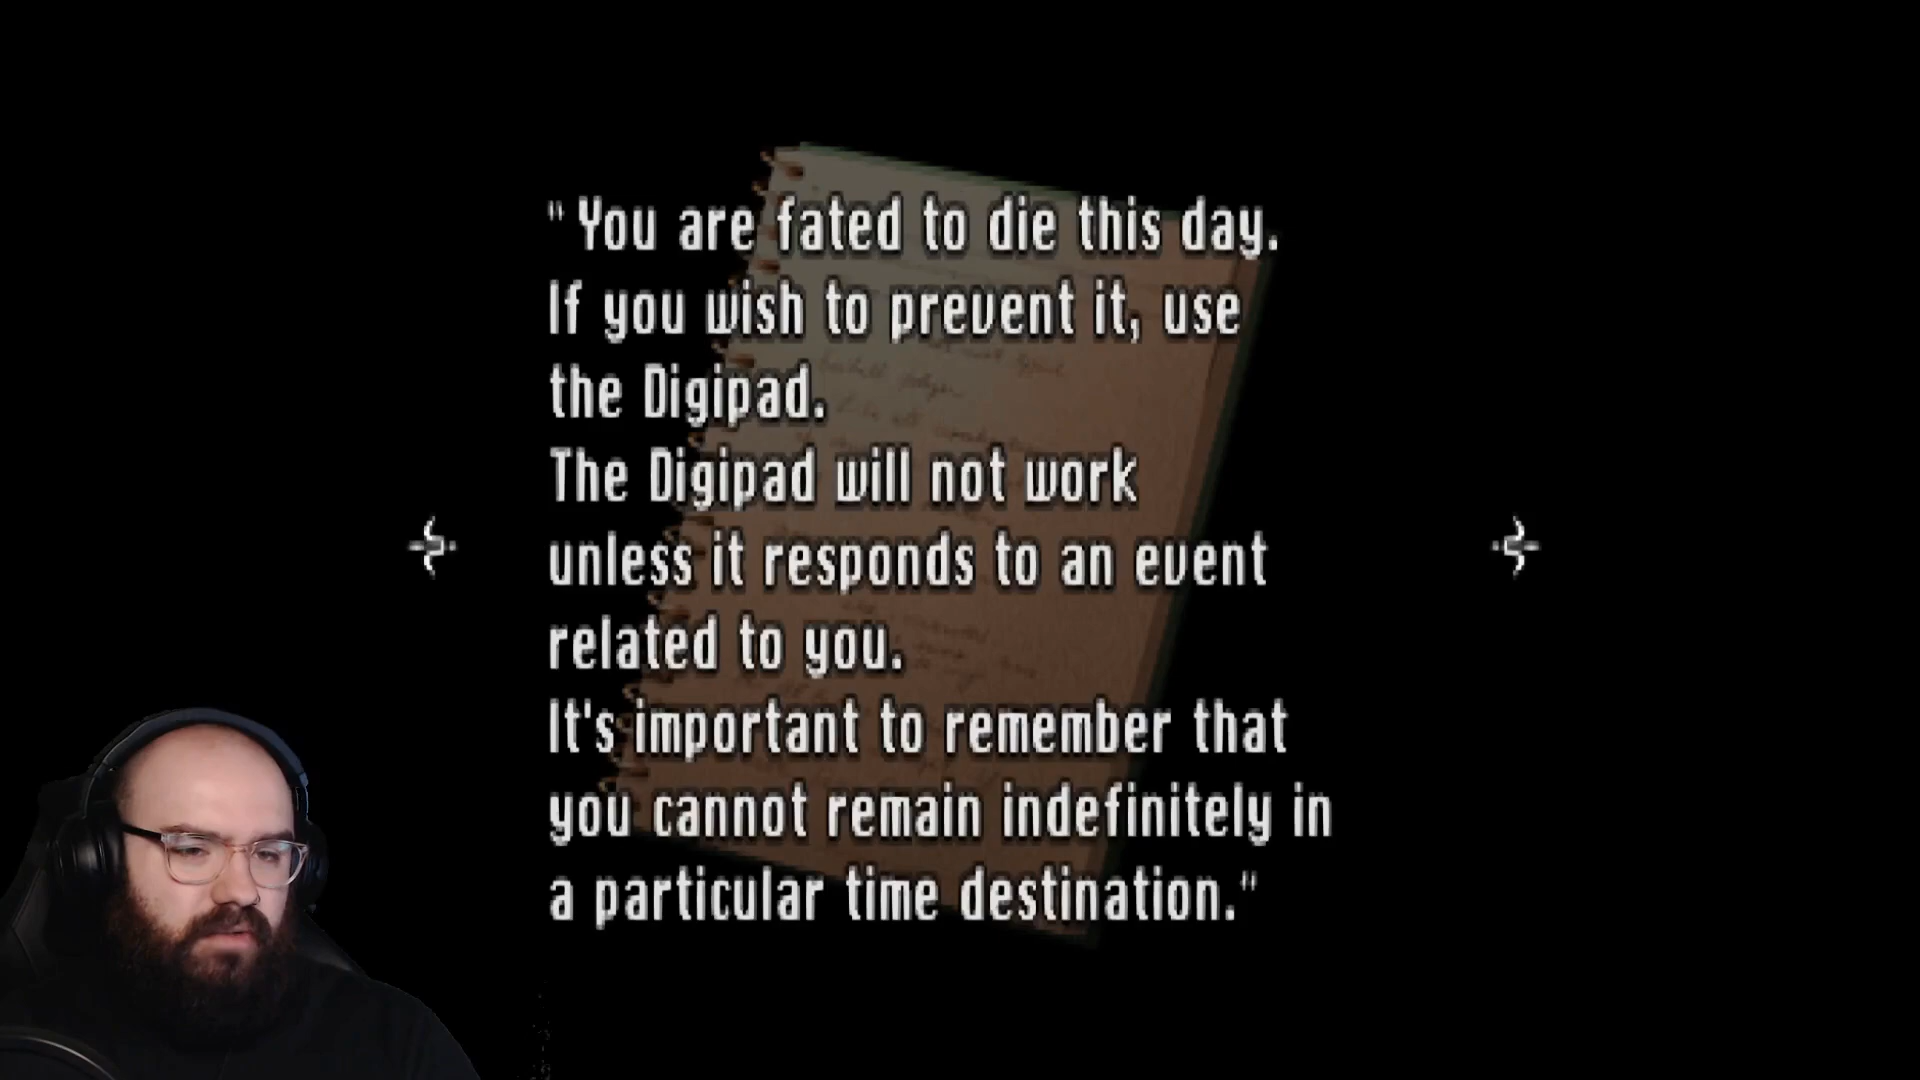 "You are fated to die this day.
If you wish to prevent it, use
the Digipad.
The Digipad will not work
unless it responds to an event
related to you.
It's important to remember that
you cannot remain indefinitely in
a particular time destination."